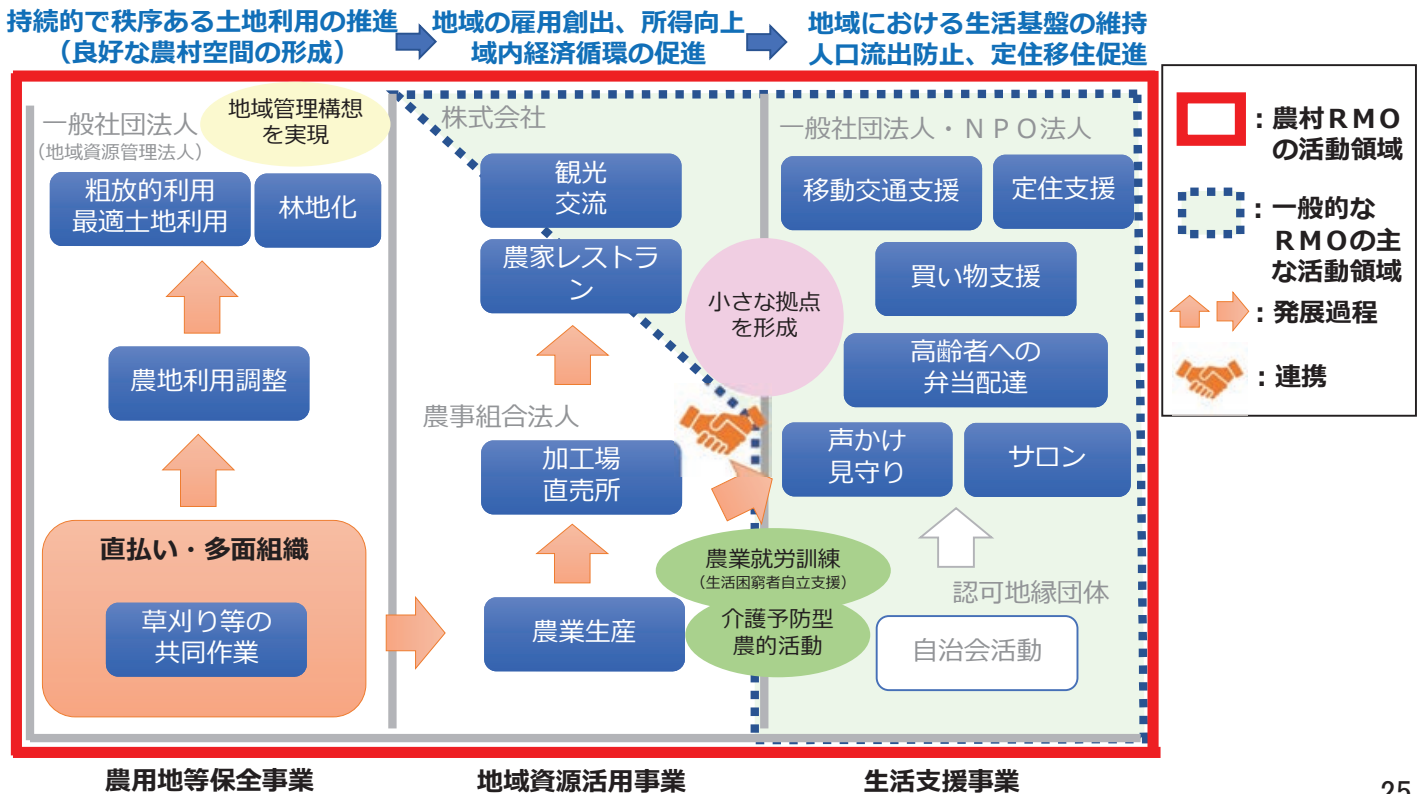 持続的で秩序ある土地利用の推進
（良好な農村空間の形成）
地域の雇用創出、所得向上
域内経済循環の促進
地域における生活基盤の維持
人口流出防止、定住移住促進
一般社団法人
（地域資源管理法人）
地域管理構想
を実現
粗放的利用
最適土地利用
林地化
農地利用調整
直払い・多面組織
草刈り等の
共同作業
株式会社
観光
交流
農家レストラ
ン
農事組合法人
加工場
直売所
農業生産
小さな拠点
を形成
農業就労訓練
（生活困窮者自立支援）
介護予防型
農的活動
一般社団法人・ＮＰＯ法人
移動交通支援
定住支援
買い物支援
高齢者への
弁当配達
声かけ
見守り
サロン
認可地縁団体
自治会活動
農用地等保全事業
地域資源活用事業
生活支援事業
：農村ＲＭＯ
の活動領域
：一般的な
ＲＭＯの主
な活動領域
：発展過程
：連携
25